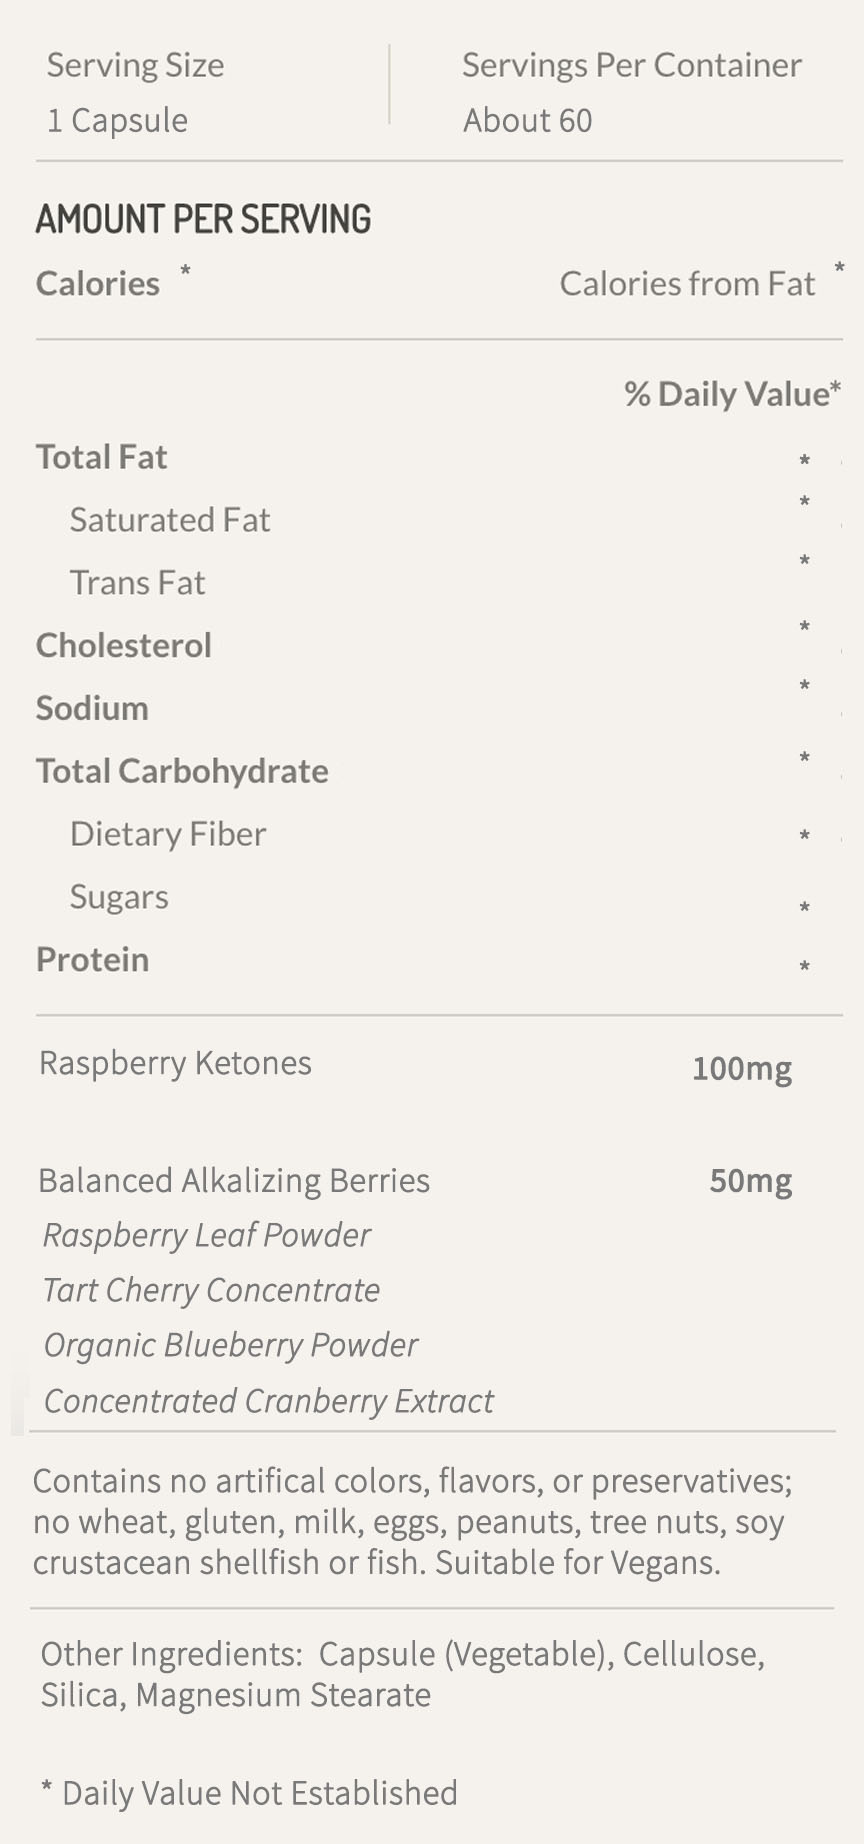 Serving Size
1 Capsule
Servings Per Container
About 60
AMOUNT PER SERVING
Calories * Calories from Fat *
% Daily Value*
Total Fat *
Saturated Fat *
Trans Fat *
Cholesterol *
Sodium *
Total Carbohydrate *
Dietary Fiber *
Sugars *
Protein *
Raspberry Ketones 100mg
Balanced Alkalizing Berries 50mg
Raspberry Leaf Powder
Tart Cherry Concentrate
Organic Blueberry Powder
Concentrated Cranberry Extract
Contains no artifical colors, flavors, or preservatives;
no wheat, gluten, milk, eggs, peanuts, tree nuts, soy
crustacean shellfish or fish. Suitable for Vegans.
Other Ingredients: Capsule (Vegetable), Cellulose,
Silica, Magnesium Stearate
* Daily Value Not Established